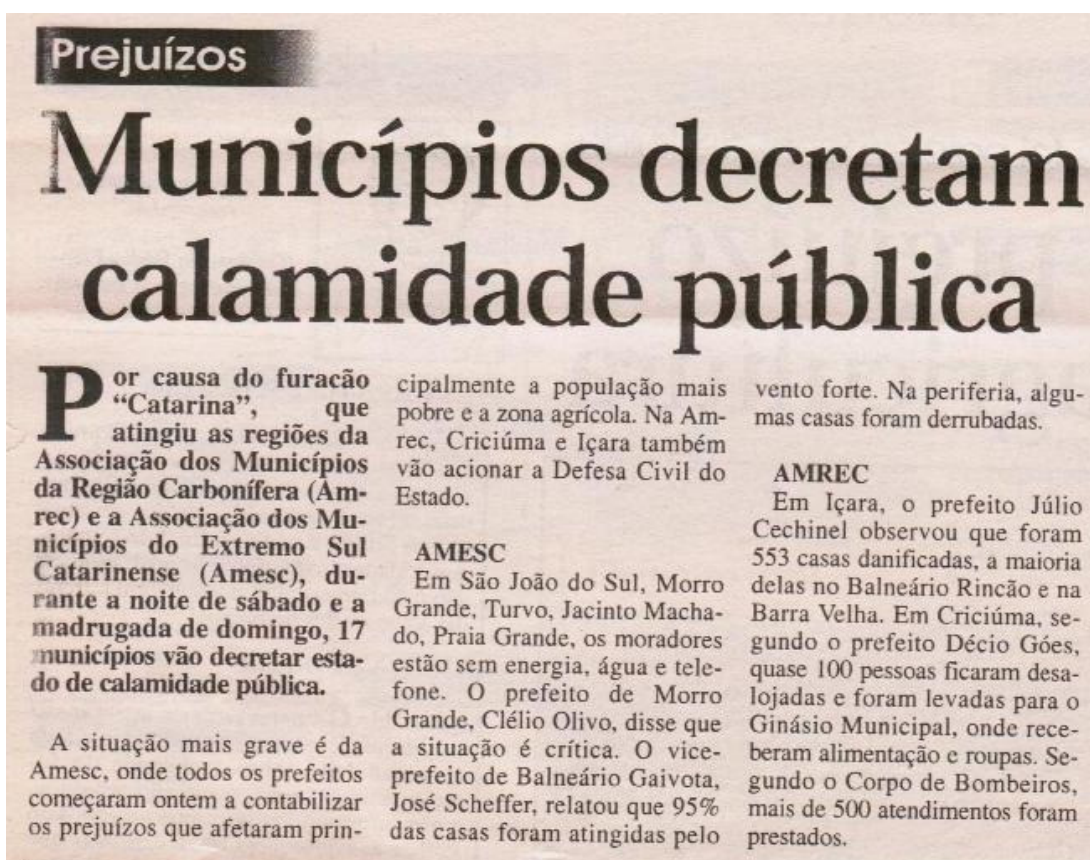 Prejuízos
Municípios decretam
calamidade pública
Por causa do furacão
“Catarina”, que
atingiu as regiões da
Associação dos Municípios
da Região Carbonífera (Am-
rec) e a Associação dos Mu-
nicípios do Extremo Sul
Catarinense (Amesc), du-
rante a noite de sábado e a
madrugada de domingo, 17
municípios vão decretar esta-
do de calamidade pública.
A situação mais grave é da
Amesc, onde todos os prefeitos
começaram ontem a contabilizar
os prejuízos que afetaram prin-
cipalmente a população mais
pobre e a zona agrícola. Na Am-
rec, Criciúma e Içara também
vão acionar a Defesa Civil do
Estado.
AMESC
Em São João do Sul, Morro
Grande, Turvo, Jacinto Macha-
do, Praia Grande, os moradores
estão sem energia, água e tele-
fone. O prefeito de Morro
Grande, Clélio Olivo, disse que
a situação é crítica. O vice-
prefeito de Balneário Gaivota,
José Scheffer, relatou que 95%
das casas foram atingidas pelo
vento forte. Na periferia, algu-
mas casas foram derrubadas.
AMREC
Em Içara, o prefeito Júlio
Cechinel observou que foram
553 casas danificadas, a maioria
delas no Balneário Rincão e na
Barra Velha. Em Criciúma, se-
gundo o prefeito Décio Góes,
quase 100 pessoas ficaram desa-
lojadas e foram levadas para o
Ginásio Municipal, onde rece-
beram alimentação e roupas. Se-
gundo o Corpo de Bombeiros,
mais de 500 atendimentos foram
prestados.